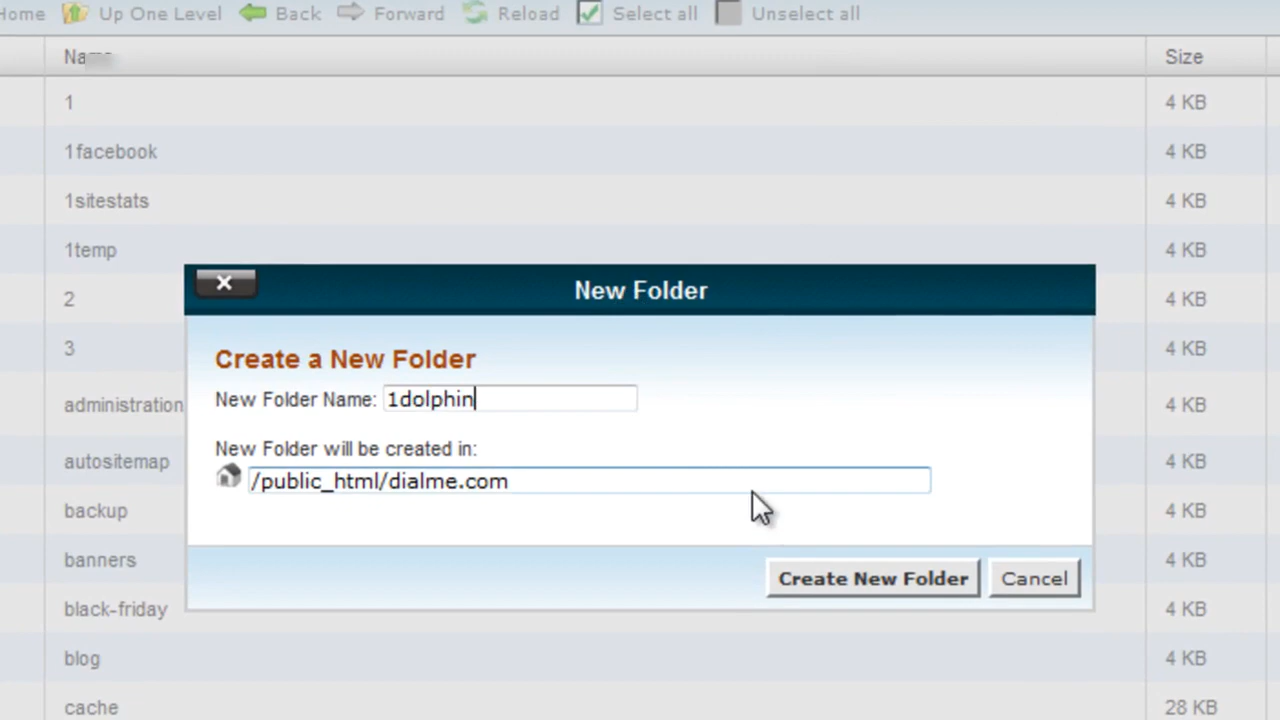 Home Up One Level Back Forward Reload Select all Unselect all
Name Size
1 4 KB
1facebook 4 KB
1sitestats 4 KB
1temp 4 KB
2 4 KB
3 4 KB
administration 4 KB
autositemap 4 KB
backup 4 KB
banners 4 KB
black-friday 4 KB
blog 4 KB
cache 28 KB
New Folder
Create a New Folder
New Folder Name: 1dolphin
New Folder will be created in:
/public_html/dialme.com
Create New Folder Cancel